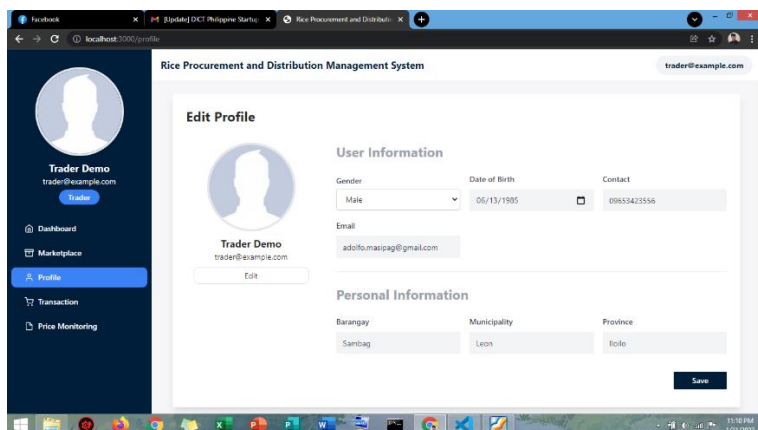 Facebook
[Update] DICT Philippine Startup
Rice Procurement and Distributio
localhost:3000/profile
Rice Procurement and Distribution Management System
trader@example.com
Trader Demo
trader@example.com
Trader
Dashboard
Marketplace
Profile
Transaction
Price Monitoring
Edit Profile
Trader Demo
trader@example.com
Edit
User Information
Gender Date of Birth Contact
Male 06/13/1985 09653423556
Email
adolfo.masipag@gmail.com
Personal Information
Barangay Municipality Province
Sambag Leon Iloilo
Save
11:10 PM